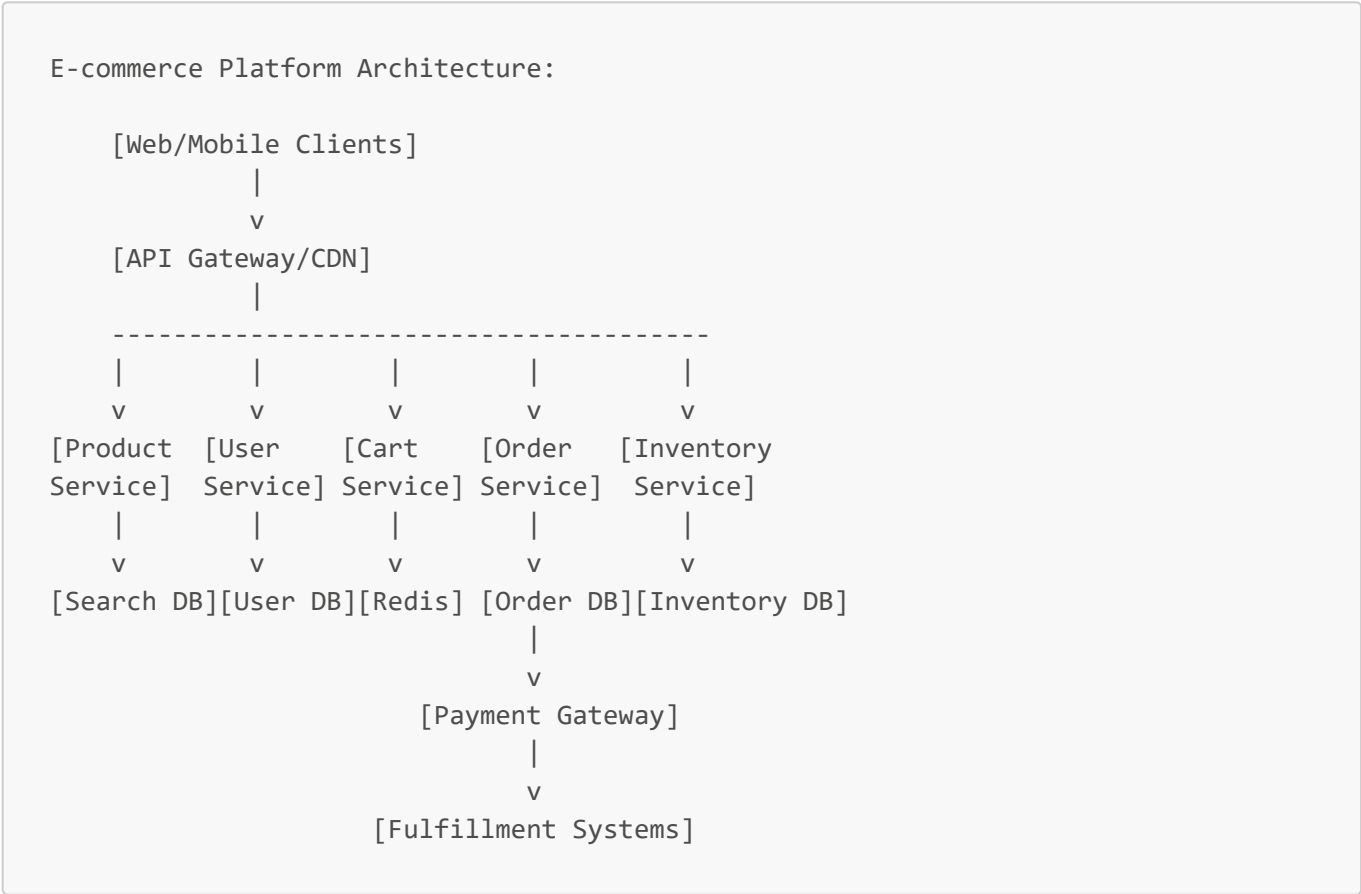 E-commerce Platform Architecture:
[Web/Mobile Clients]
|
v
[API Gateway/CDN]
|
---------------------------------------
| | | | |
v v v v v
[Product [User [Cart [Order [Inventory
Service] Service] Service] Service] Service]
| | | | |
v v v v v
[Search DB][User DB][Redis] [Order DB][Inventory DB]
|
v
[Payment Gateway]
|
v
[Fulfillment Systems]